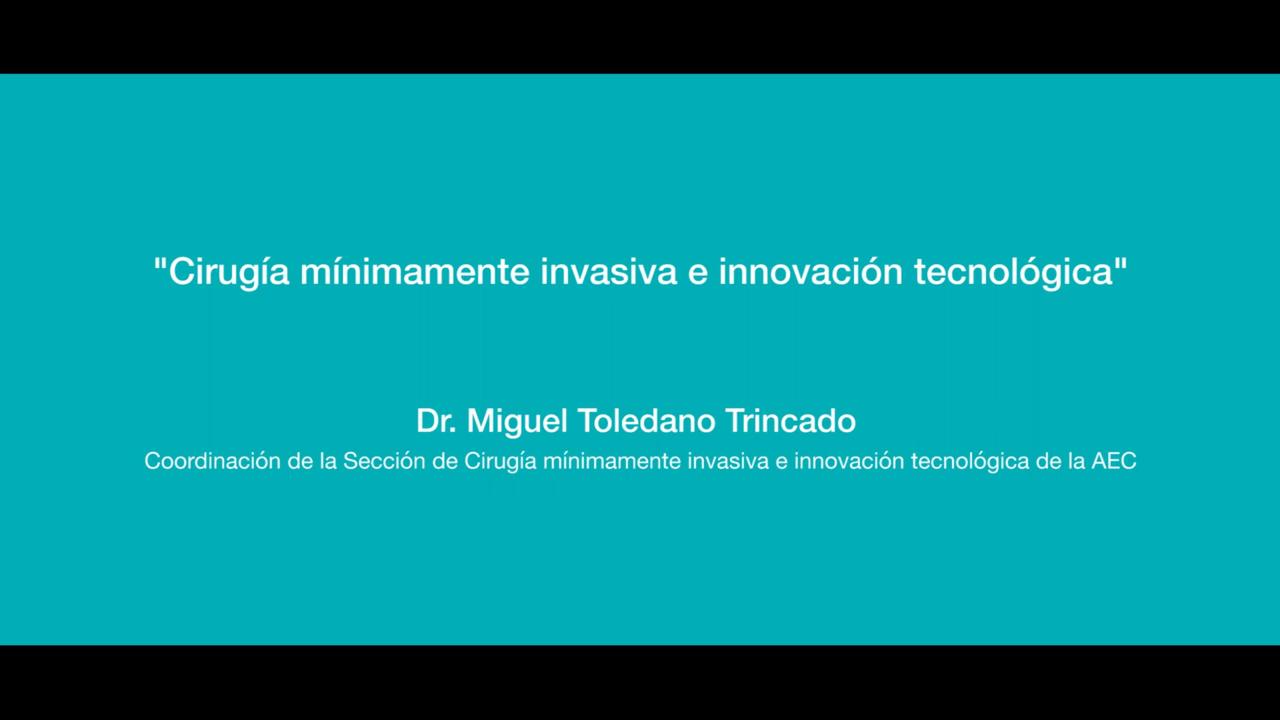 "Cirugía mínimamente invasiva e innovación tecnológica"
Dr. Miguel Toledano Trincado
Coordinación de la Sección de Cirugía mínimamente invasiva e innovación tecnológica de la AEC